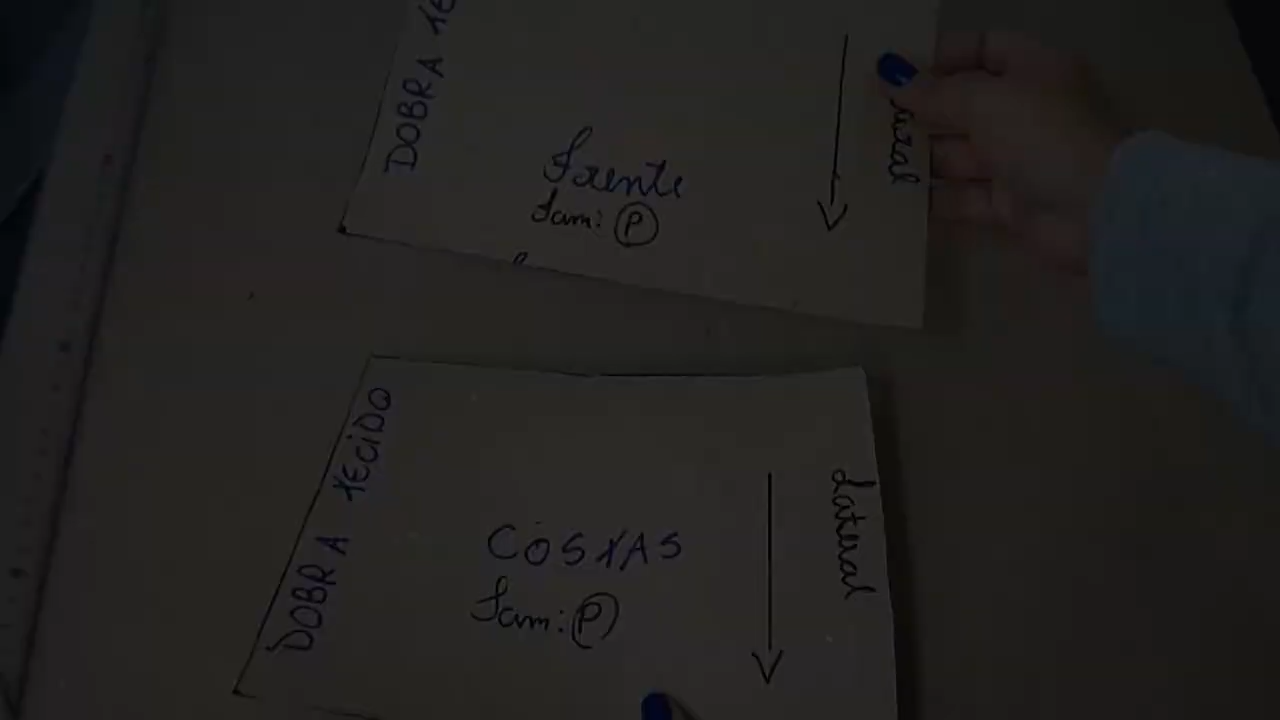 DOBRA
Frente
Tam: P
DOBRA TECIDO
COSTAS
Tam: P
Lateral